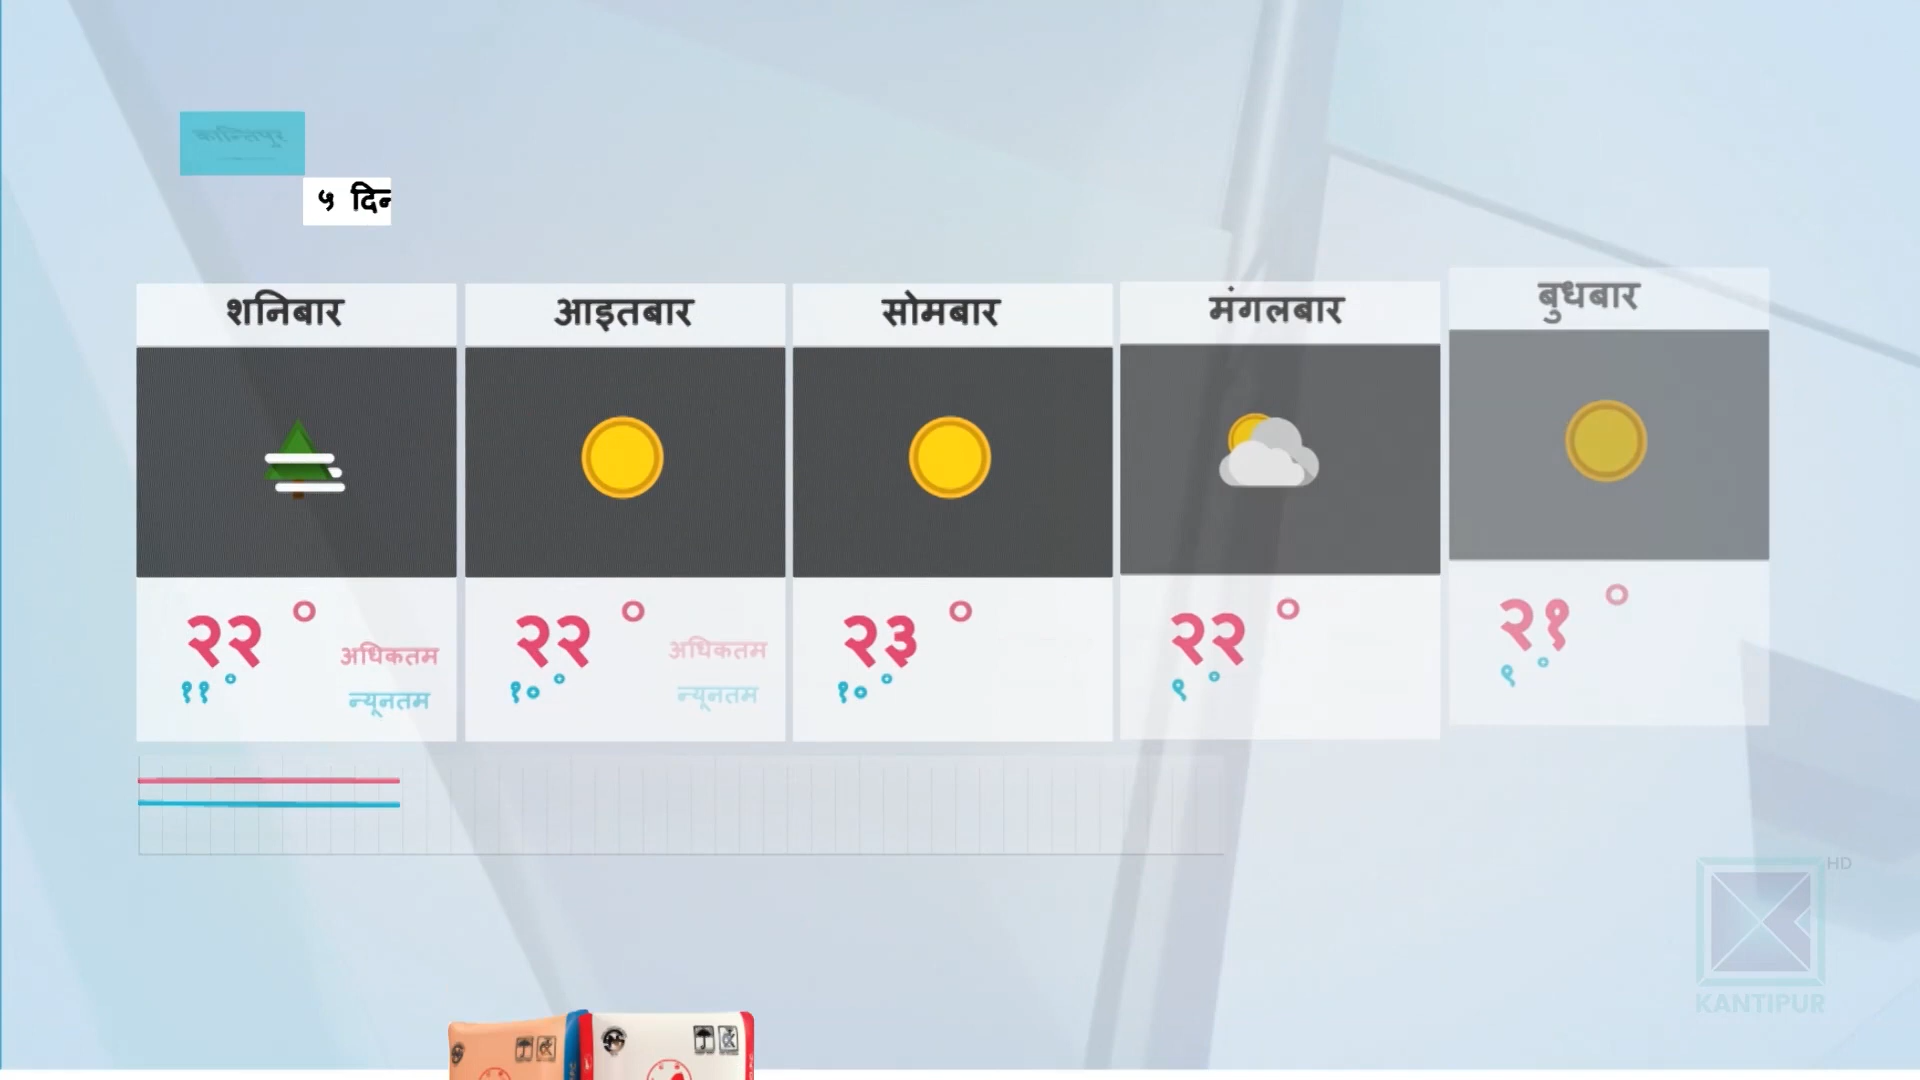 कान्तिपुर
५ दिन
शनिबार
२२°
अधिकतम
११°
न्यूनतम
आइतबार
२२°
अधिकतम
१०°
न्यूनतम
सोमबार
२३°
१०°
मंगलबार
२२°
९°
बुधबार
२१°
९°
HD
KANTIPUR